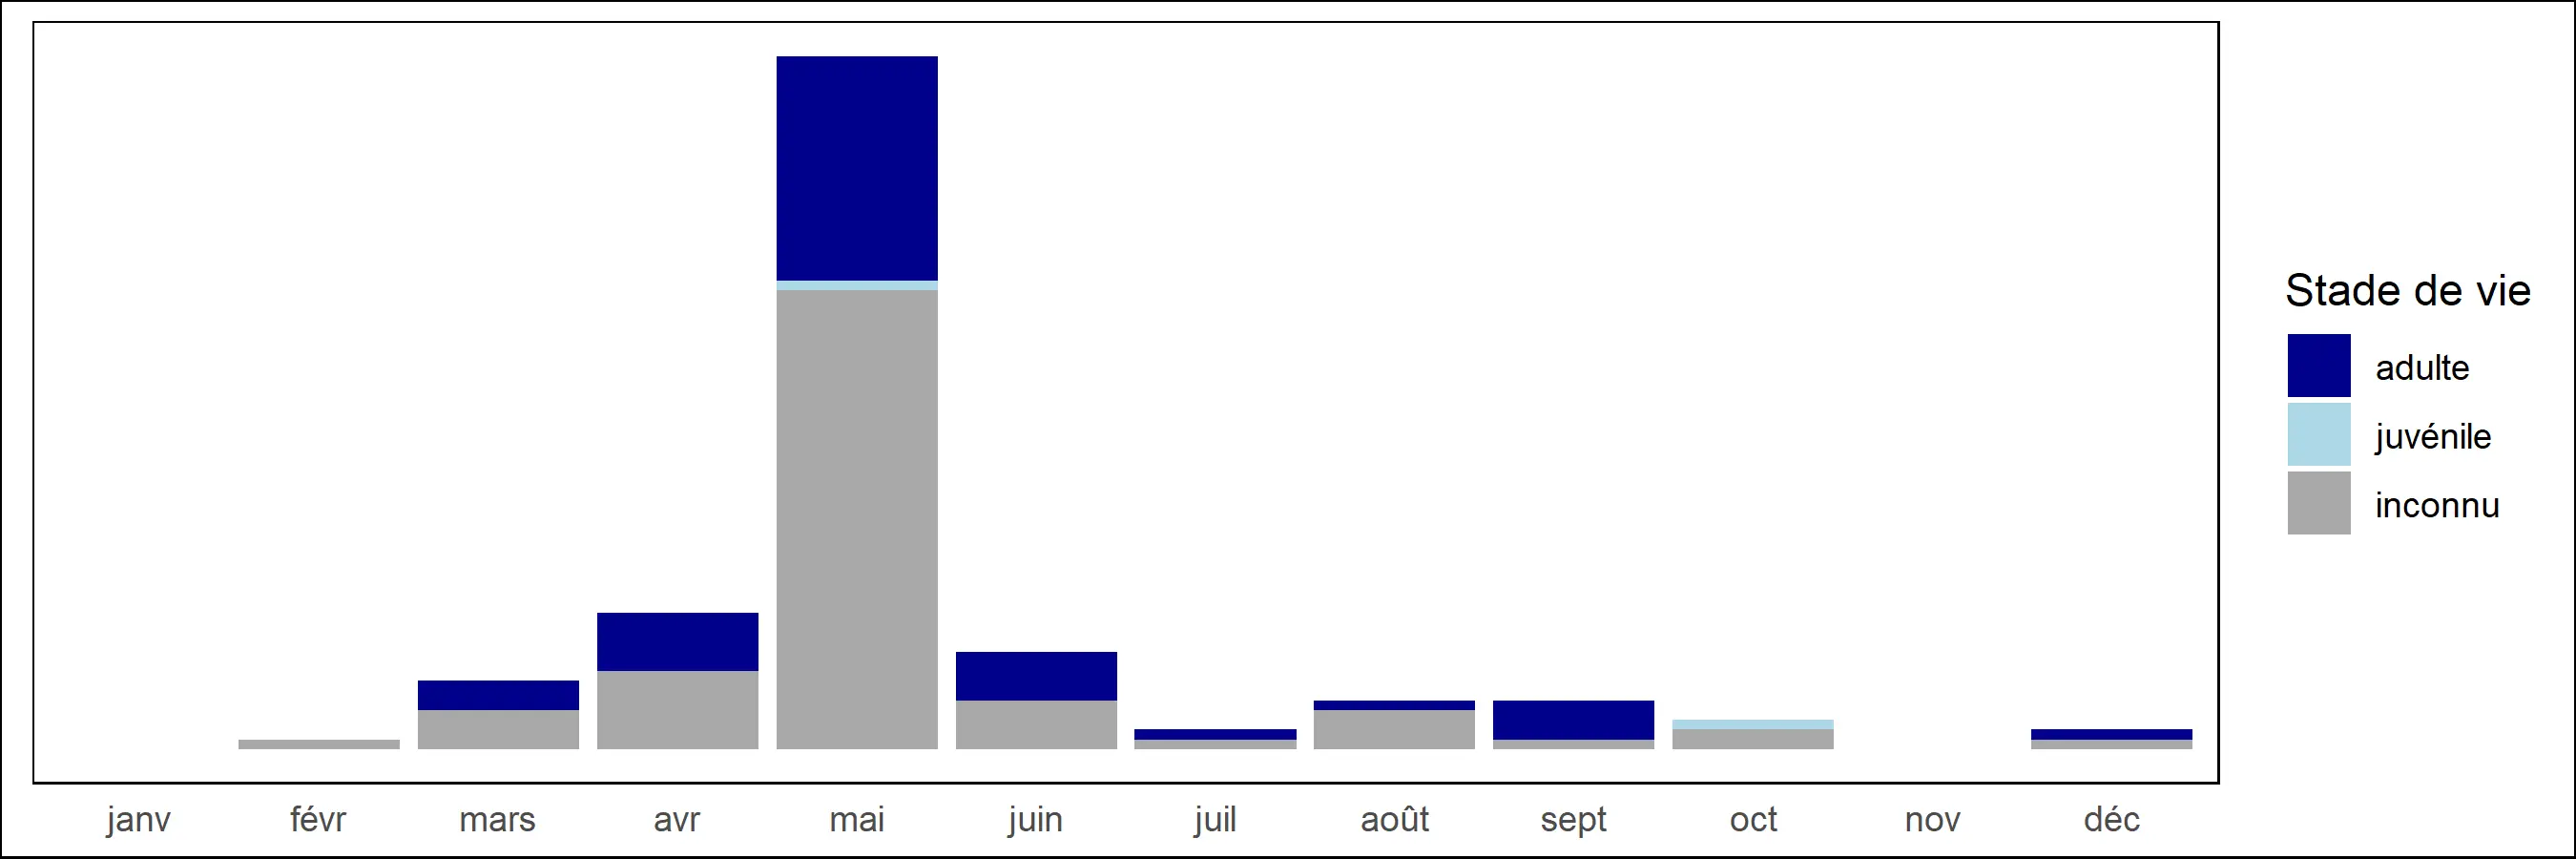 Stade de vie
adulte
juvénile
inconnu
janv févr mars avr mai juin juil août sept oct nov déc